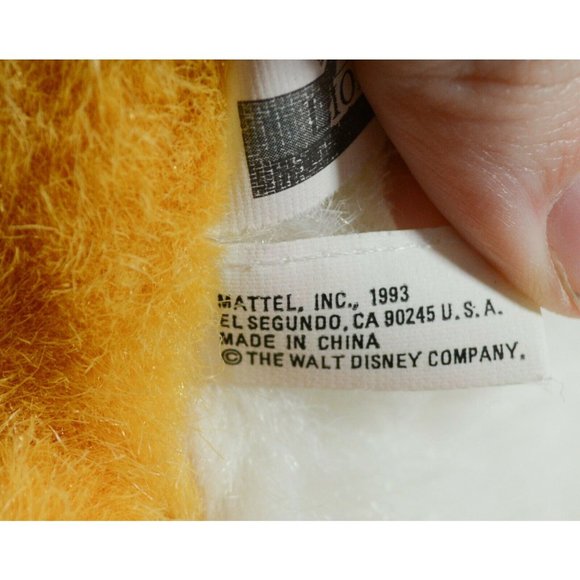 MATTEL, INC., 1993
EL SEGUNDO, CA 90245 U.S.A.
MADE IN CHINA
© THE WALT DISNEY COMPANY.